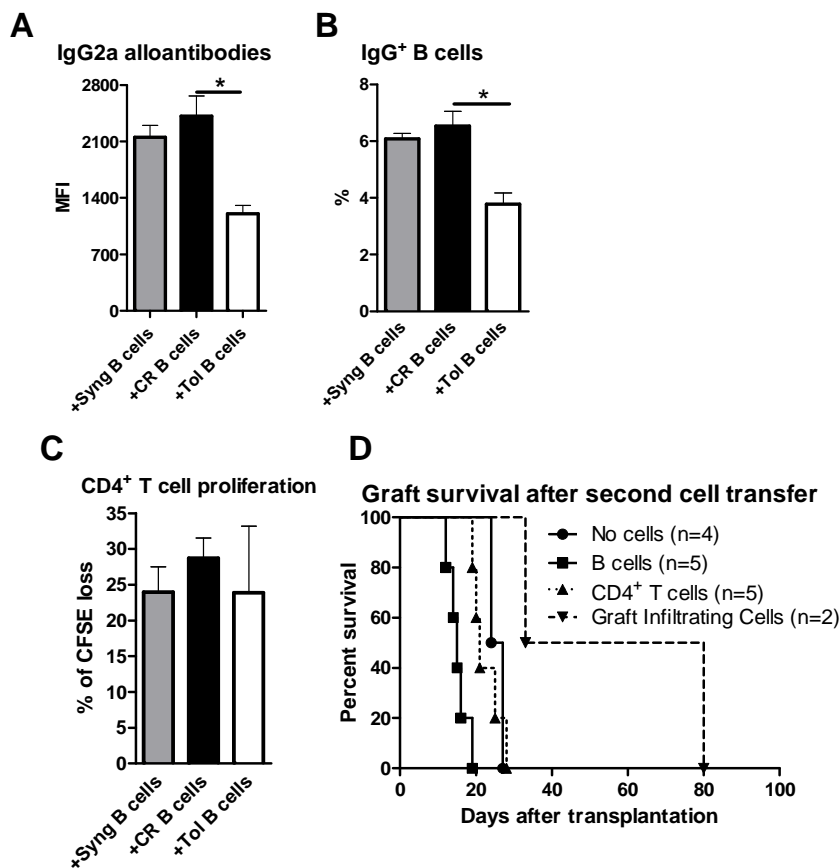 A
IgG2a alloantibodies
2800
2100
1400
700
0
MFI
*
+Syng B cells
+CR B cells
+Tol B cells
B
IgG⁺ B cells
8
6
4
2
0
%
*
+Syng B cells
+CR B cells
+Tol B cells
C
CD4⁺ T cell proliferation
35
30
25
20
15
10
5
0
% of CFSE loss
+Syng B cells
+CR B cells
+Tol B cells
D
Graft survival after second cell transfer
100
80
60
40
20
0
Percent survival
No cells (n=4)
B cells (n=5)
CD4⁺ T cells (n=5)
Graft Infiltrating Cells (n=2)
0 20 40 60 80 100
Days after transplantation